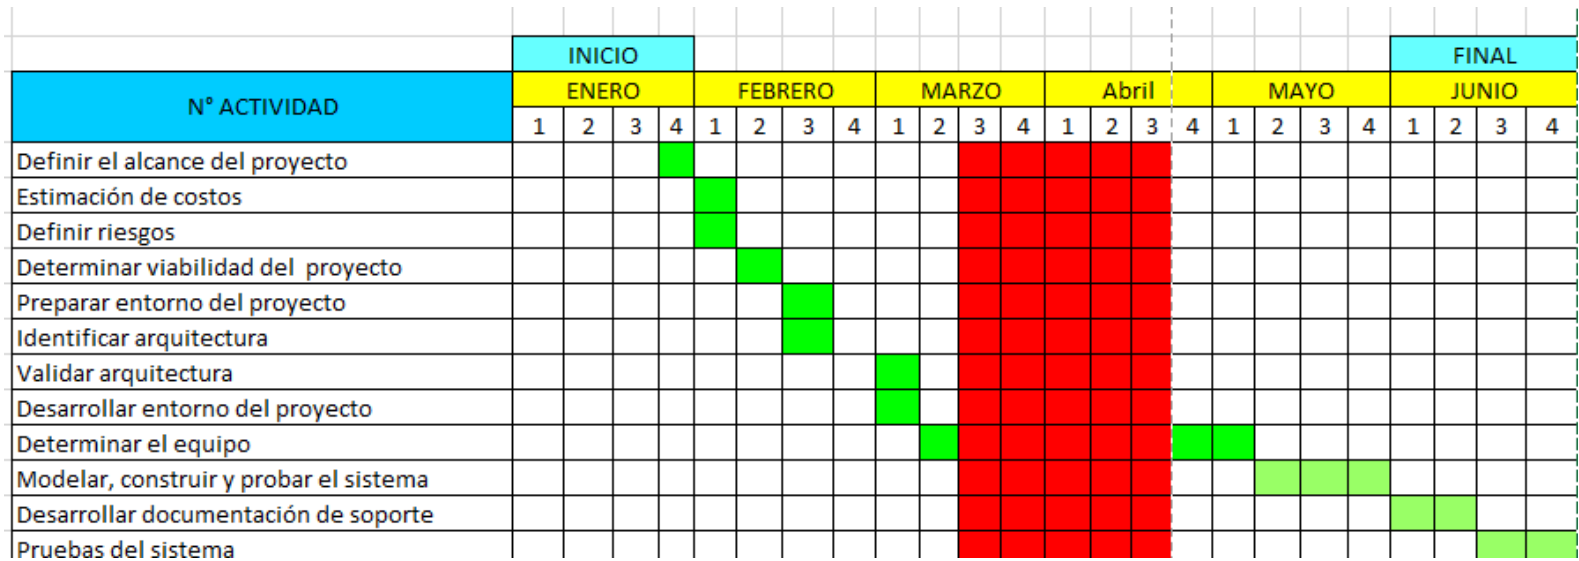 INICIO FINAL
N° ACTIVIDAD ENERO FEBRERO MARZO Abril MAYO JUNIO
1 2 3 4 1 2 3 4 1 2 3 4 1 2 3 4 1 2 3 4 1 2 3 4
Definir el alcance del proyecto
Estimación de costos
Definir riesgos
Determinar viabilidad del proyecto
Preparar entorno del proyecto
Identificar arquitectura
Validar arquitectura
Desarrollar entorno del proyecto
Determinar el equipo
Modelar, construir y probar el sistema
Desarrollar documentación de soporte
Pruebas del sistema